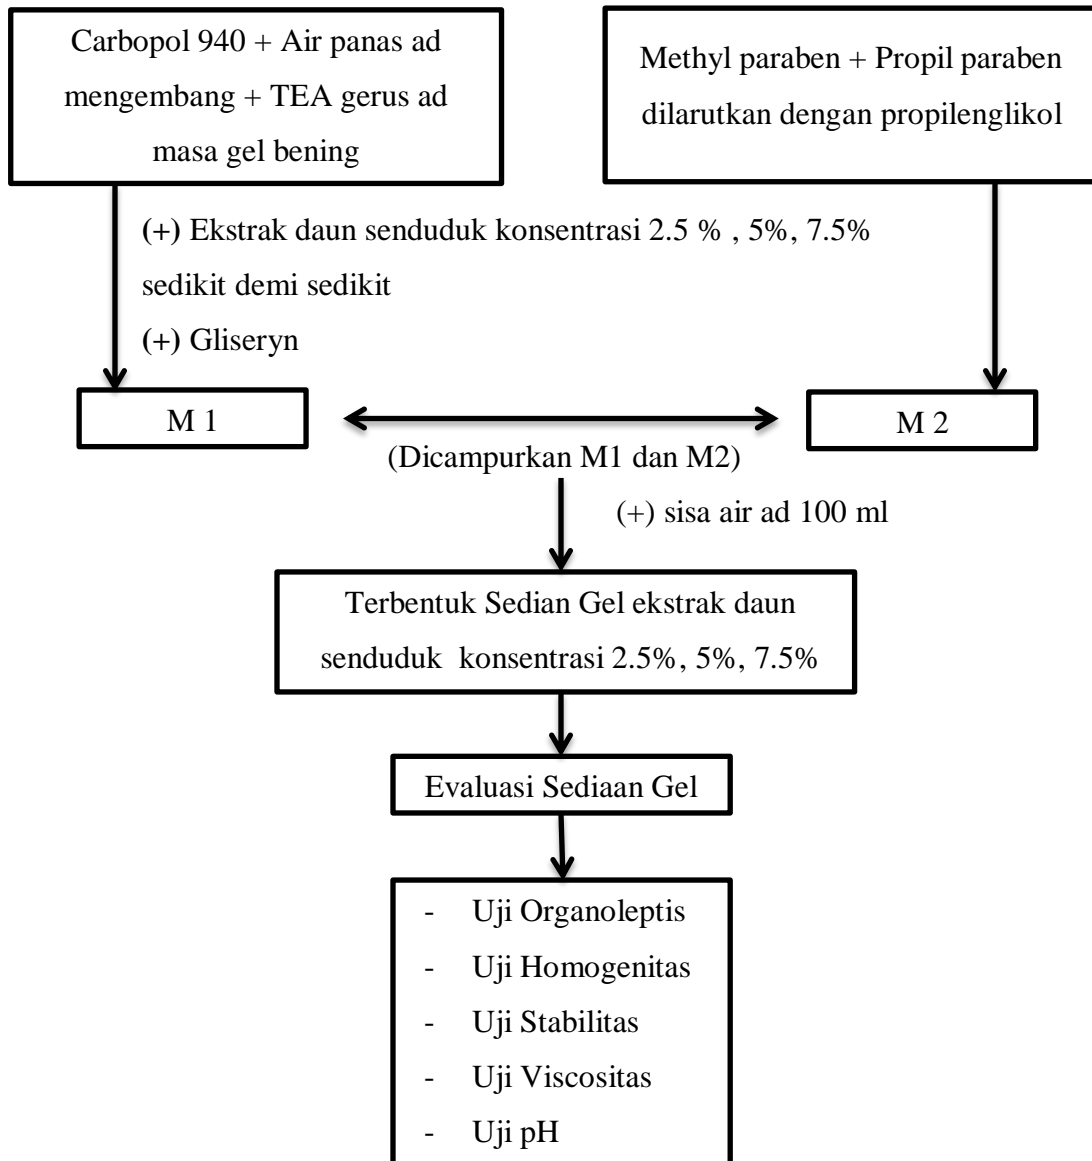 Carbopol 940 + Air panas ad
mengembang + TEA gerus ad
masa gel bening
Methyl paraben + Propil paraben
dilarutkan dengan propilenglikol
(+) Ekstrak daun senduduk konsentrasi 2.5 % , 5%, 7.5%
sedikit demi sedikit
(+) Gliseryn
M 1
M 2
(Dicampurkan M1 dan M2)
(+) sisa air ad 100 ml
Terbentuk Sedian Gel ekstrak daun
senduduk konsentrasi 2.5%, 5%, 7.5%
Evaluasi Sediaan Gel
- Uji Organoleptis
- Uji Homogenitas
- Uji Stabilitas
- Uji Viscositas
- Uji pH